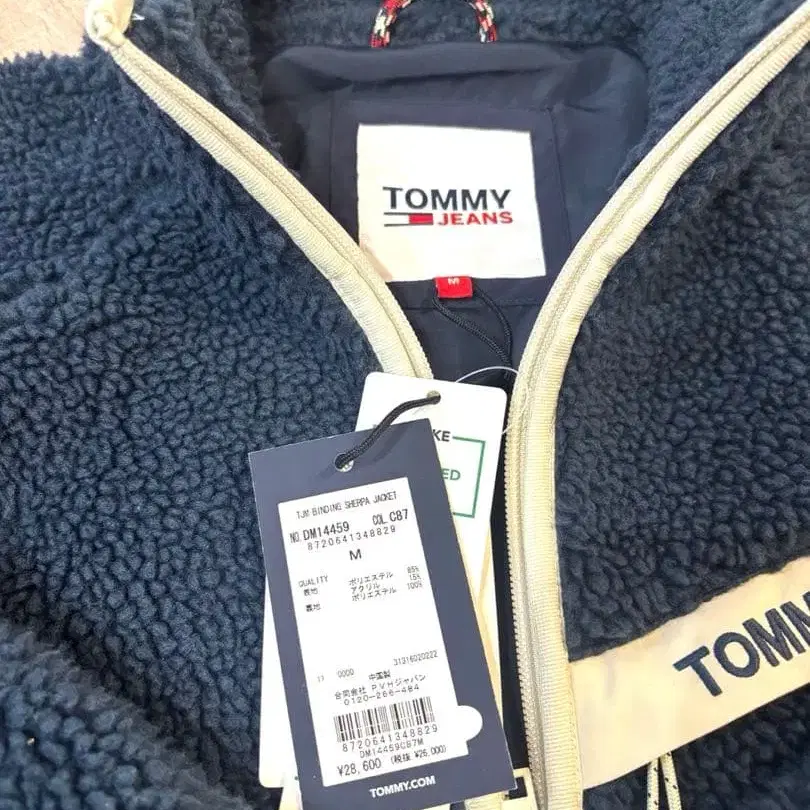 TOMMY
JEANS
M
KE
ED
TJM BINDING SHERPA JACKET
NO. DM14459 COL. C87
8720641348829
M
QUALITY
表地 ポリエステル 85%
アクリル 15%
裏地 ポリエステル 100%
31316020222
11 0000 中国製
合同会社 PVHジャパン
0120-266-484
8720641348829
DM14459C87M
¥28,600 (税抜 ¥26,000)
TOMMY.COM
TOMM